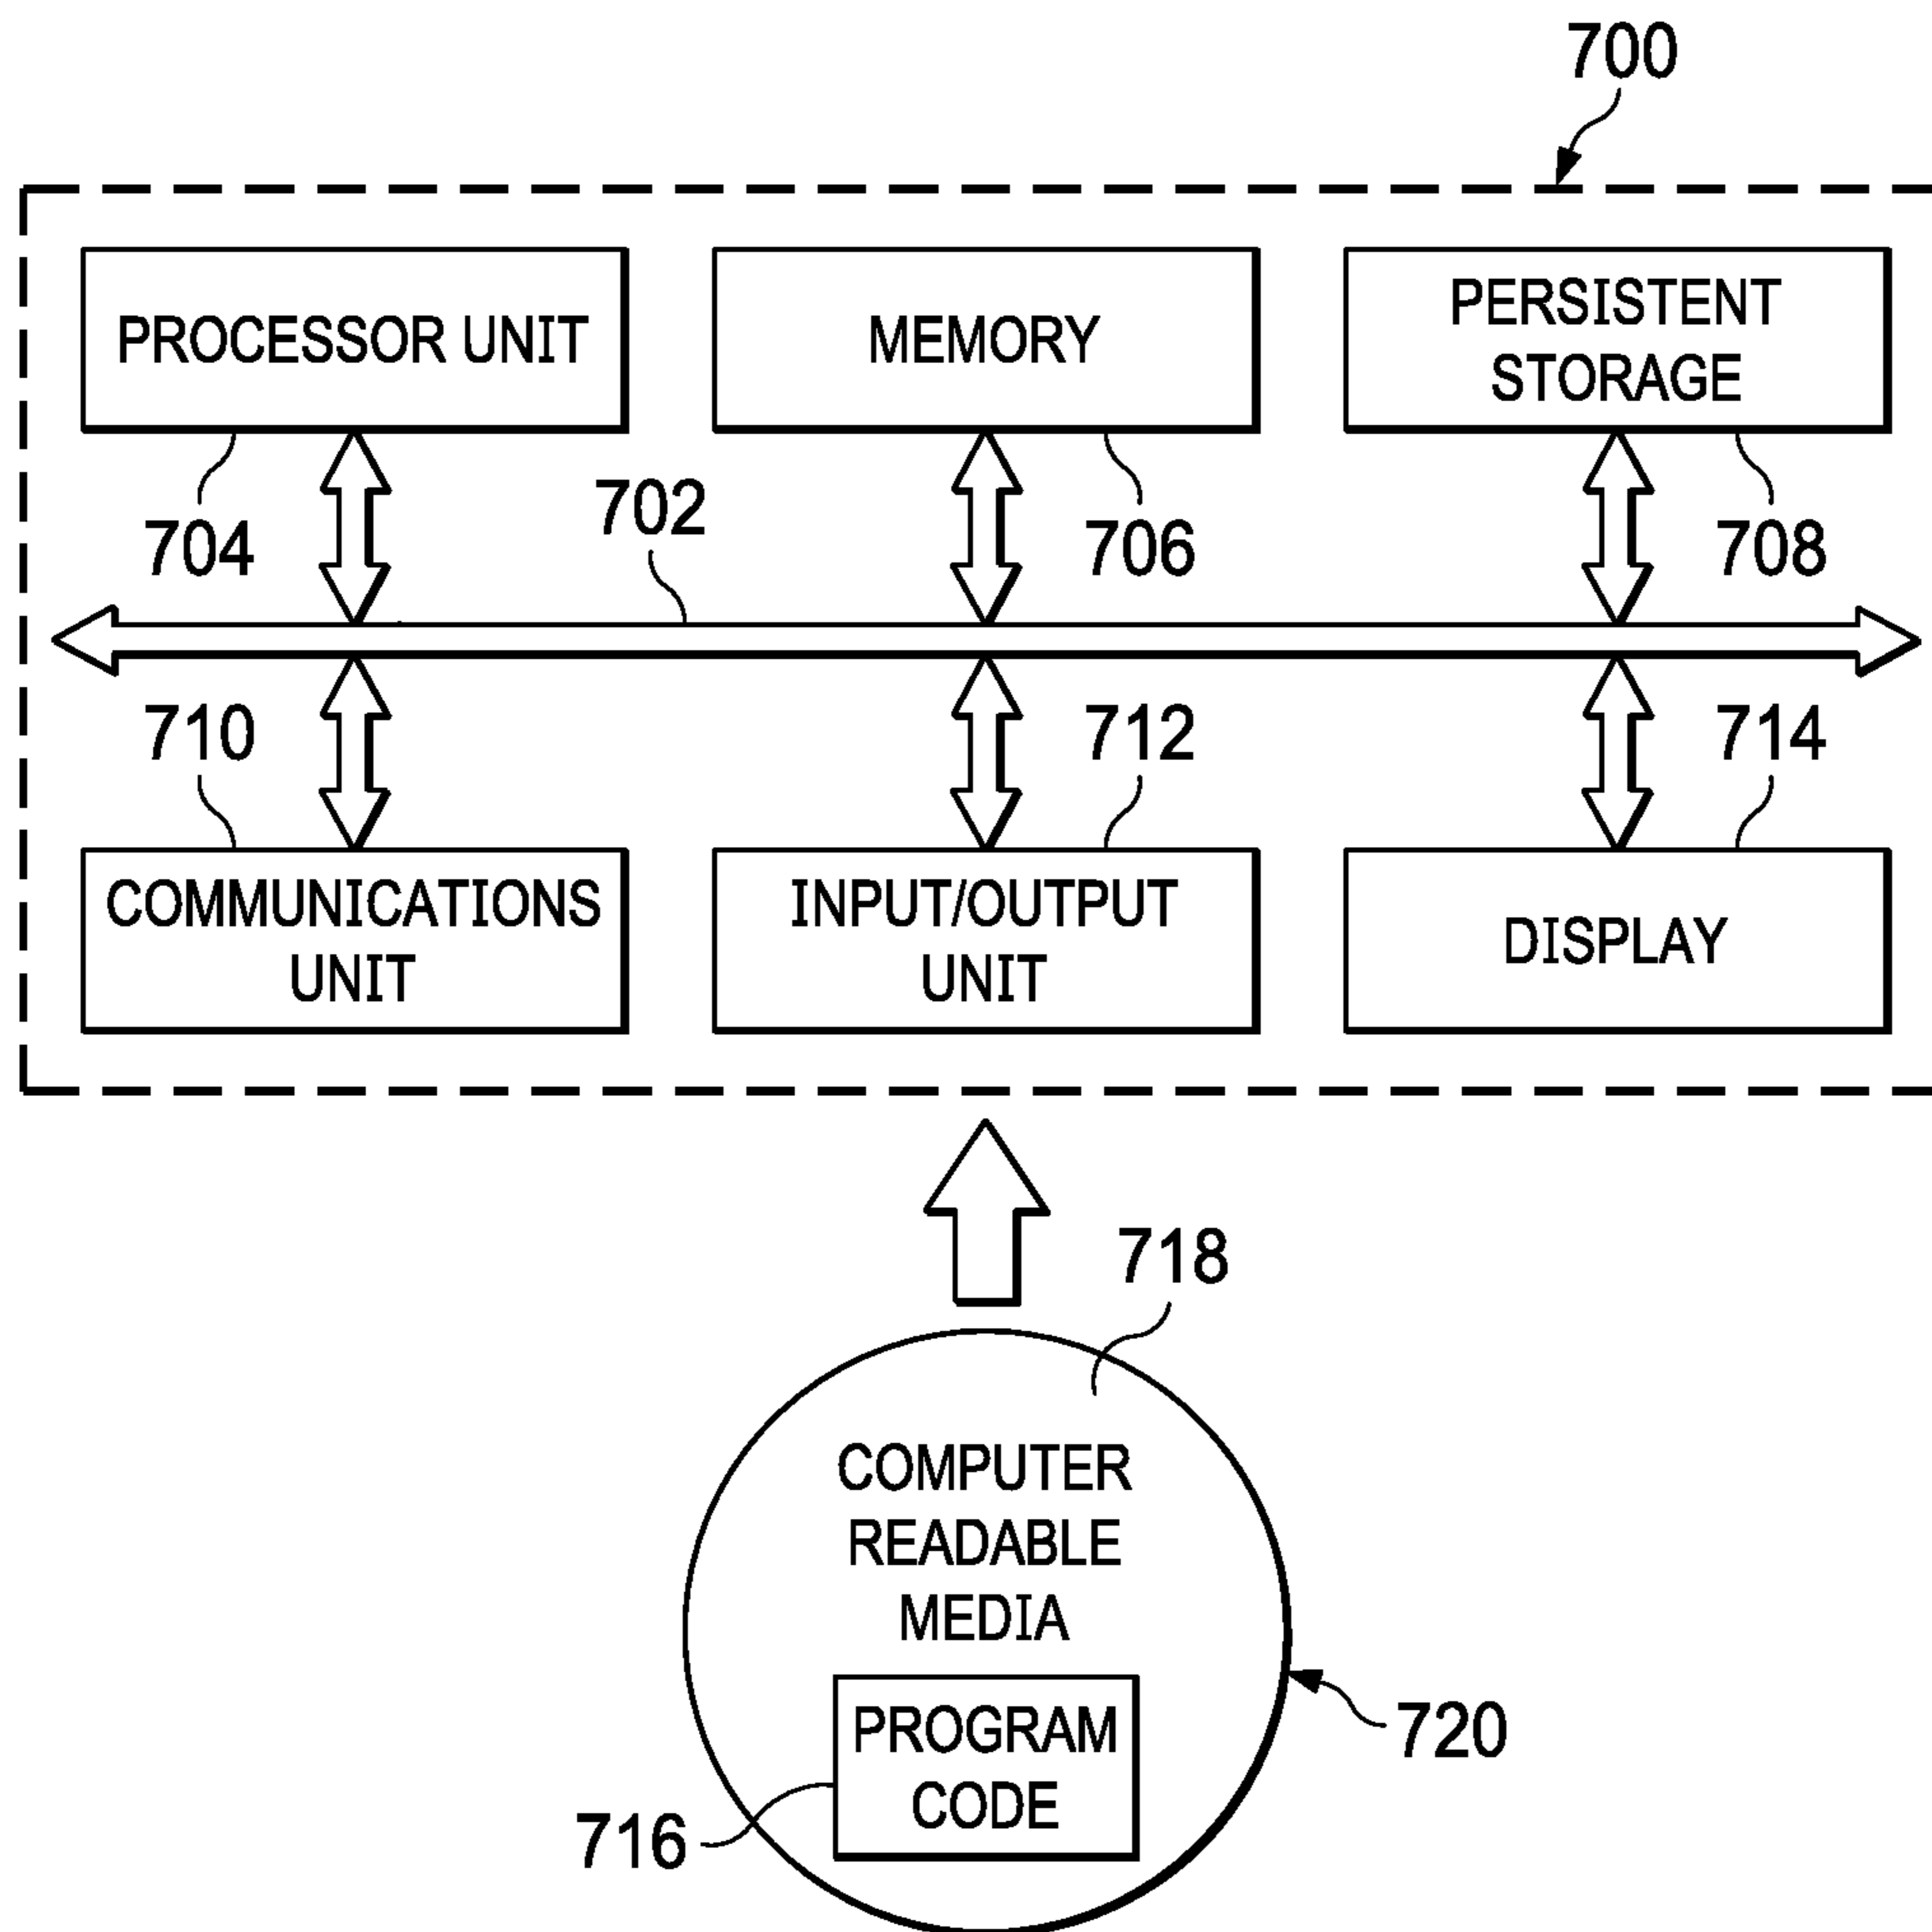 700
PROCESSOR UNIT
MEMORY
PERSISTENT
STORAGE
704
702
706
708
710
712
714
COMMUNICATIONS
UNIT
INPUT/OUTPUT
UNIT
DISPLAY
718
COMPUTER
READABLE
MEDIA
PROGRAM
CODE
716
720